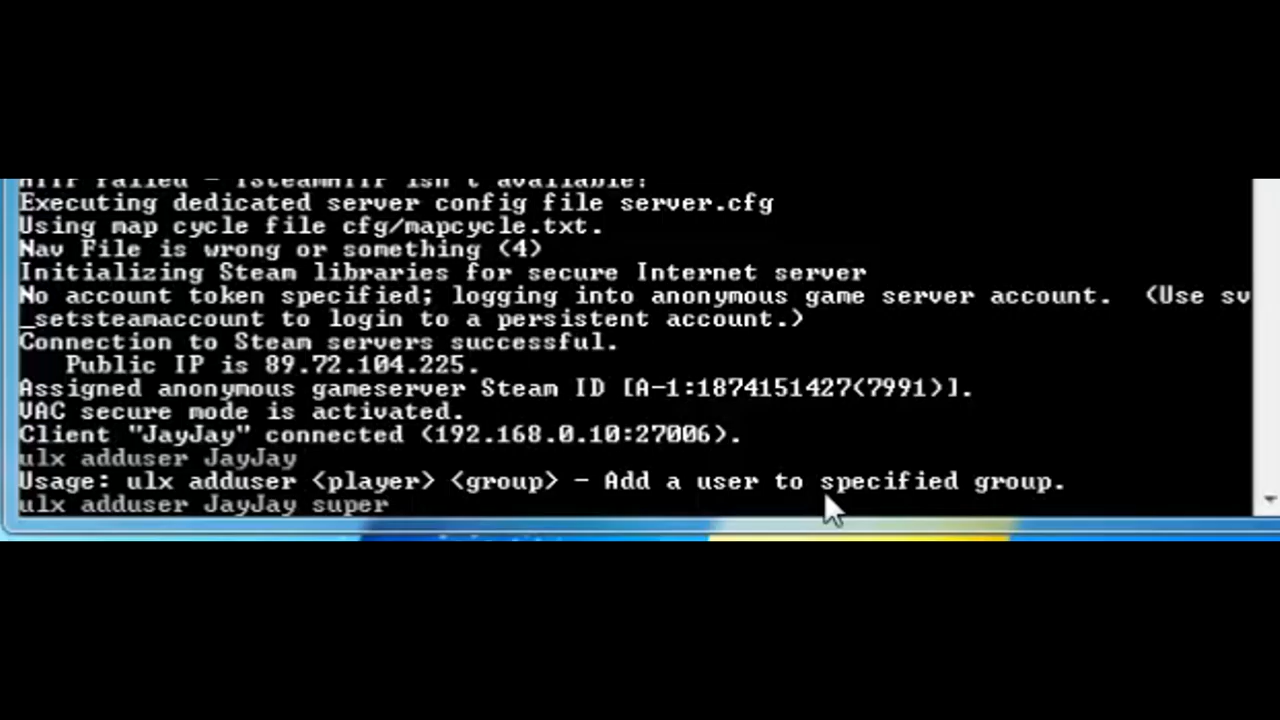 HTTP Failed - ISteamHTTP isn't available!
Executing dedicated server config file server.cfg
Using map cycle file cfg/mapcycle.txt.
Nav File is wrong or something (4)
Initializing Steam libraries for secure Internet server
No account token specified; logging into anonymous game server account.  (Use sv
_setsteamaccount to login to a persistent account.)
Connection to Steam servers successful.
   Public IP is 89.72.104.225.
Assigned anonymous gameserver Steam ID [A-1:1874151427(7991)].
VAC secure mode is activated.
Client "JayJay" connected (192.168.0.10:27006).
ulx adduser JayJay
Usage: ulx adduser <player> <group> - Add a user to specified group.
ulx adduser JayJay super